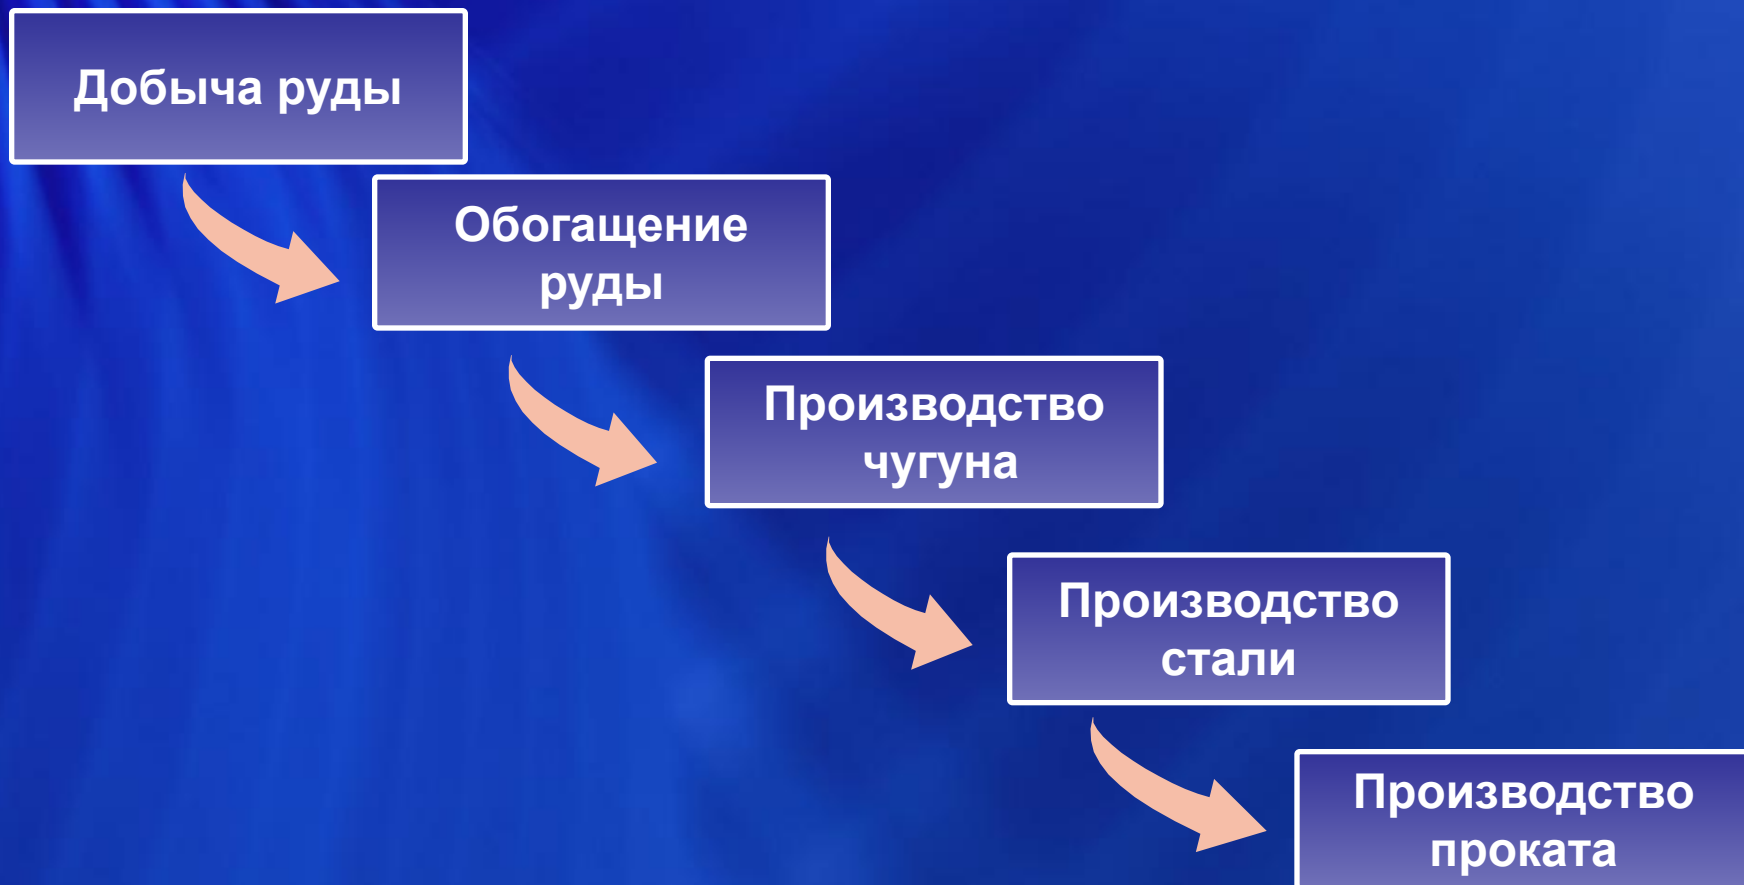 Добыча руды
Обогащение
руды
Производство
чугуна
Производство
стали
Производство
проката